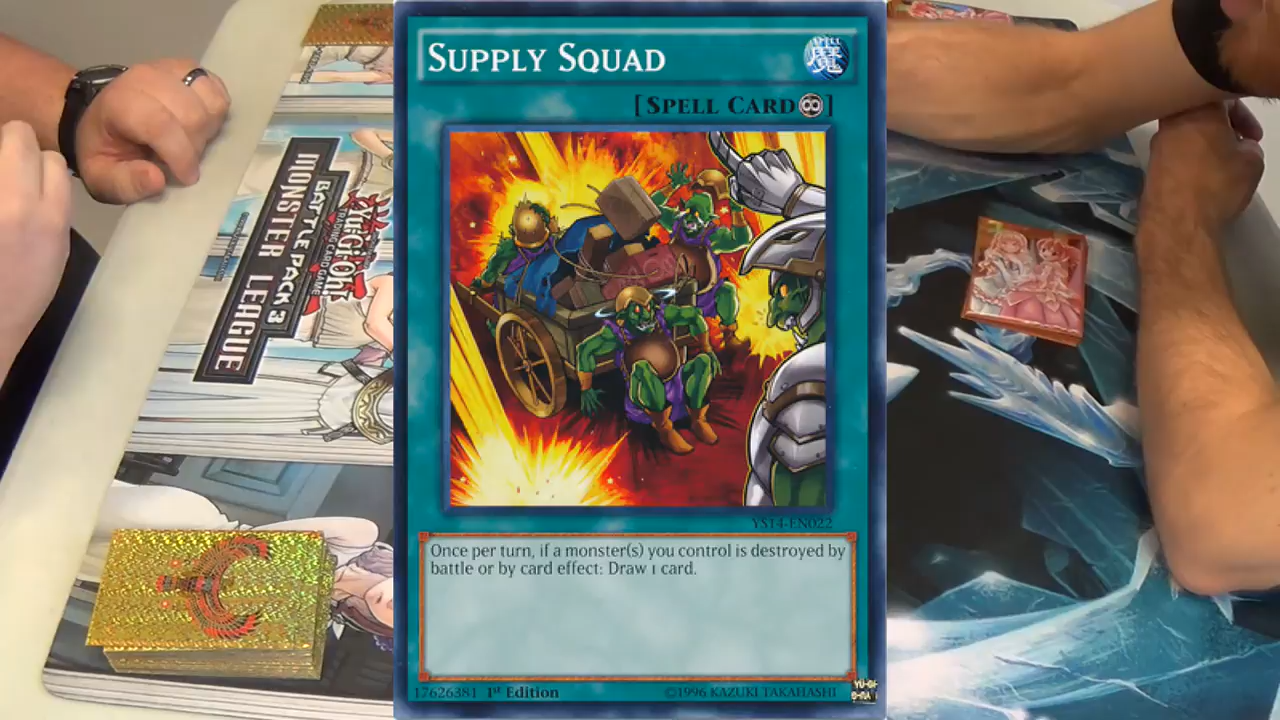 SUPPLY SQUAD
SPELL
魔
[SPELL CARD∞]
YS14-EN022
Once per turn, if a monster(s) you control is destroyed by
battle or by card effect: Draw 1 card.
17626381 1st Edition
©1996 KAZUKI TAKAHASHI
Yu-Gi-Oh!
TRADING CARD GAME
BATTLE PACK 3
MONSTER LEAGUE